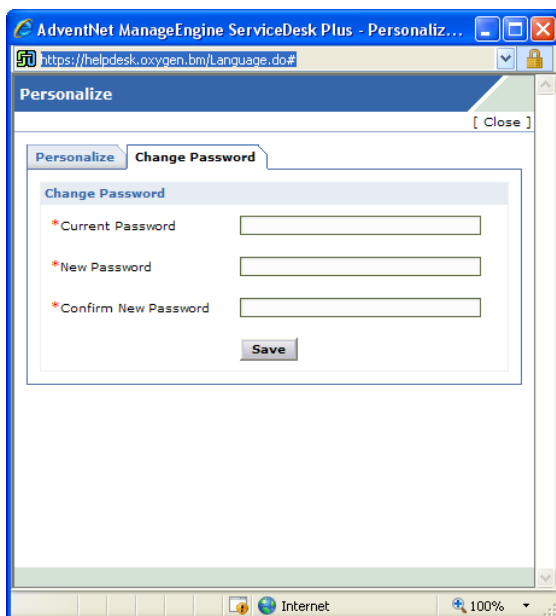 AdventNet ManageEngine ServiceDesk Plus - Personaliz...
https://helpdesk.oxygen.bm/Language.do#
Personalize
[ Close ]
Personalize Change Password
Change Password
*Current Password
*New Password
*Confirm New Password
Save
Internet 100%